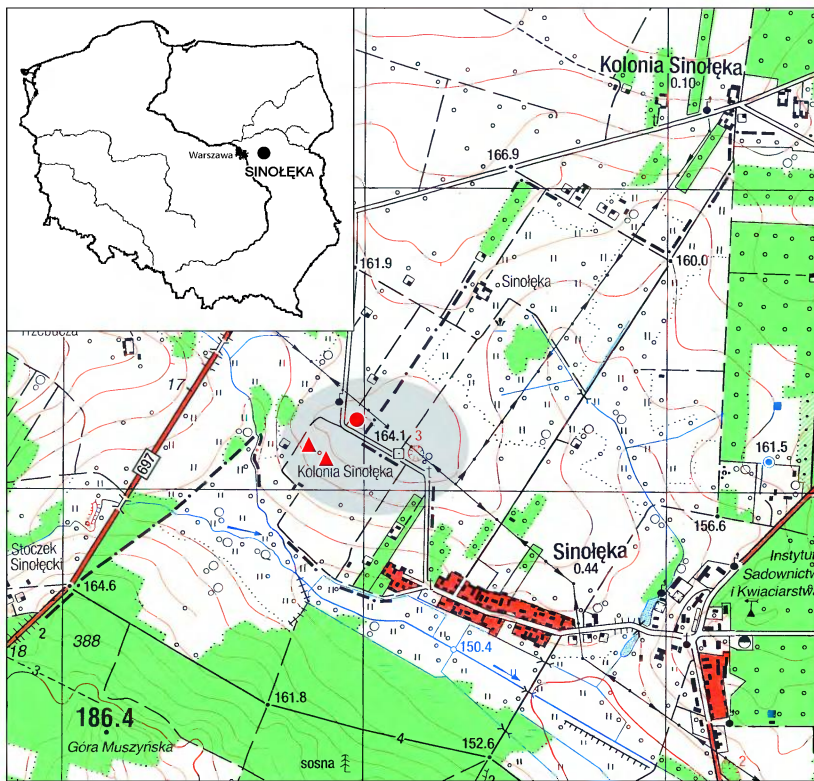 Warszawa
SINOŁĘKA
Kolonia Sinołęka
0.10
166.9
161.9
160.0
Sinołęka
17
697
164.1
3
Kolonia Sinołęka
161.5
156.6
Stoczek
Sinołęcki
164.6
Sinołęka
0.44
Instytut
Sadownictwa
i Kwiaciarstwa
2
18
388
3
150.4
161.8
186.4
Góra Muszyńska
4
sosna
152.6
2
2